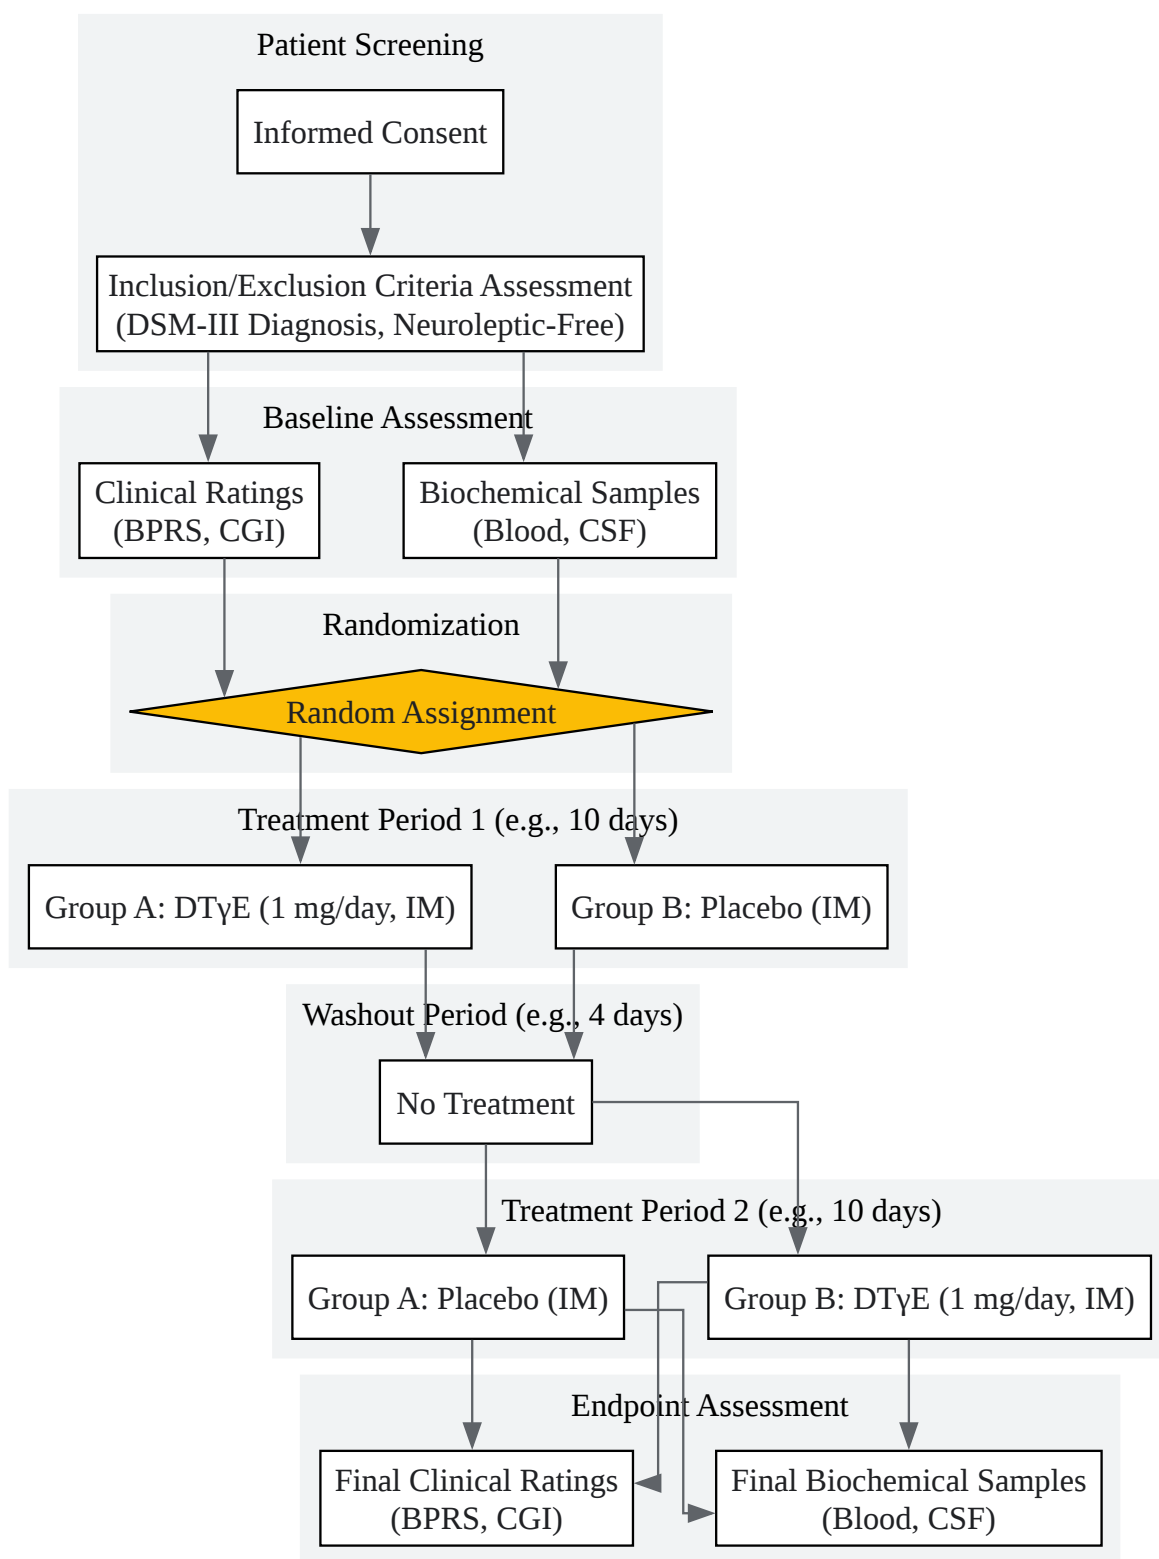 Patient Screening
Informed Consent
Inclusion/Exclusion Criteria Assessment
(DSM-III Diagnosis, Neuroleptic-Free)
Baseline Assessment
Clinical Ratings
(BPRS, CGI)
Biochemical Samples
(Blood, CSF)
Randomization
Random Assignment
Treatment Period 1 (e.g., 10 days)
Group A: DTγE (1 mg/day, IM)
Group B: Placebo (IM)
Washout Period (e.g., 4 days)
No Treatment
Treatment Period 2 (e.g., 10 days)
Group A: Placebo (IM)
Group B: DTγE (1 mg/day, IM)
Endpoint Assessment
Final Clinical Ratings
(BPRS, CGI)
Final Biochemical Samples
(Blood, CSF)